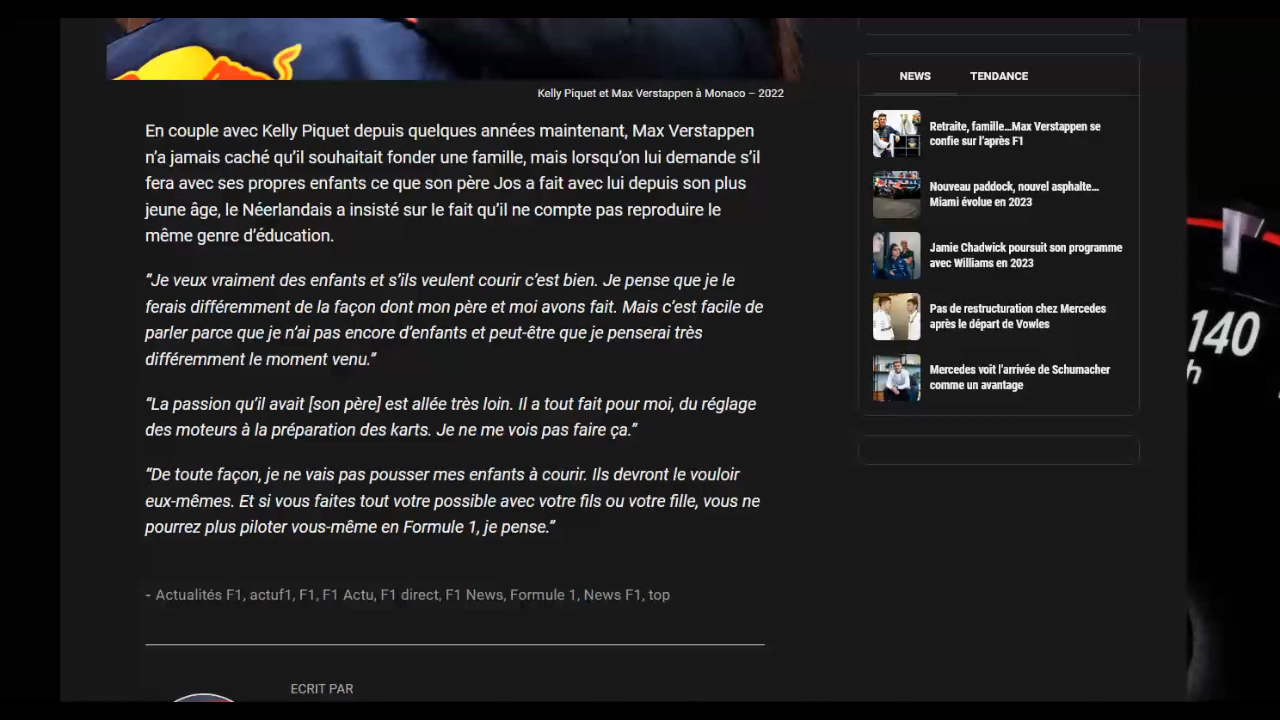 Kelly Piquet et Max Verstappen à Monaco – 2022
En couple avec Kelly Piquet depuis quelques années maintenant, Max Verstappen
n’a jamais caché qu’il souhaitait fonder une famille, mais lorsqu’on lui demande s’il
fera avec ses propres enfants ce que son père Jos a fait avec lui depuis son plus
jeune âge, le Néerlandais a insisté sur le fait qu’il ne compte pas reproduire le
même genre d’éducation.
“Je veux vraiment des enfants et s’ils veulent courir c’est bien. Je pense que je le
ferais différemment de la façon dont mon père et moi avons fait. Mais c’est facile de
parler parce que je n’ai pas encore d’enfants et peut-être que je penserai très
différemment le moment venu.”
“La passion qu’il avait [son père] est allée très loin. Il a tout fait pour moi, du réglage
des moteurs à la préparation des karts. Je ne me vois pas faire ça.”
“De toute façon, je ne vais pas pousser mes enfants à courir. Ils devront le vouloir
eux-mêmes. Et si vous faites tout votre possible avec votre fils ou votre fille, vous ne
pourrez plus piloter vous-même en Formule 1, je pense.”
- Actualités F1, actuf1, F1, F1 Actu, F1 direct, F1 News, Formule 1, News F1, top
ECRIT PAR
NEWS TENDANCE
Retraite, famille…Max Verstappen se
confie sur l’après F1
Nouveau paddock, nouvel asphalte…
Miami évolue en 2023
Jamie Chadwick poursuit son programme
avec Williams en 2023
Pas de restructuration chez Mercedes
après le départ de Vowles
Mercedes voit l’arrivée de Schumacher
comme un avantage
140
h